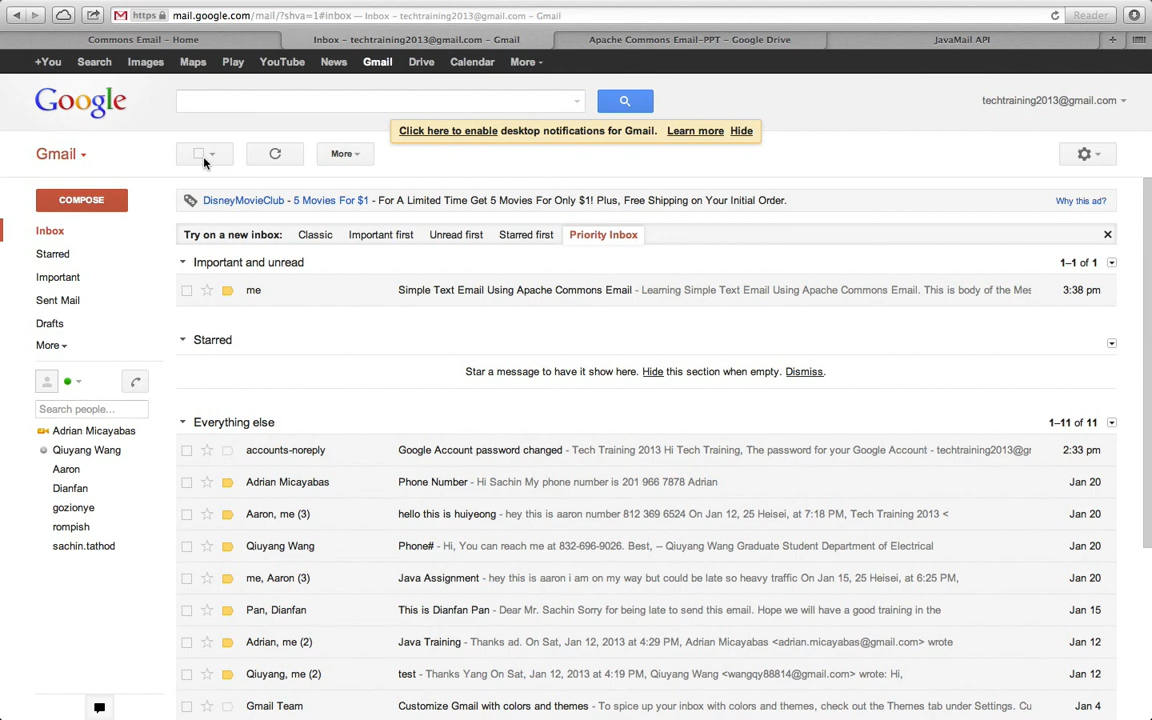 https mail.google.com/mail/?shva=1#inbox — Inbox – techtraining2013@gmail.com – Gmail Reader
Commons Email – Home Inbox – techtraining2013@gmail.com – Gmail Apache Commons Email–PPT – Google Drive JavaMail API
+You Search Images Maps Play YouTube News Gmail Drive Calendar More
Google techtraining2013@gmail.com
Click here to enable desktop notifications for Gmail. Learn more Hide
Gmail More
COMPOSE DisneyMovieClub - 5 Movies For $1 - For A Limited Time Get 5 Movies For Only $1! Plus, Free Shipping on Your Initial Order. Why this ad?
Inbox Try on a new inbox: Classic Important first Unread first Starred first Priority Inbox
Starred
Important and unread 1–1 of 1
Important
me Simple Text Email Using Apache Commons Email - Learning Simple Text Email Using Apache Commons Email. This is body of the Mes 3:38 pm
Sent Mail
Drafts
Starred
More
Star a message to have it show here. Hide this section when empty. Dismiss.
Search people...
Everything else 1–11 of 11
Adrian Micayabas
Qiuyang Wang accounts-noreply Google Account password changed - Tech Training 2013 Hi Tech Training, The password for your Google Account - techtraining2013@gr 2:33 pm
Aaron
Adrian Micayabas Phone Number - Hi Sachin My phone number is 201 966 7878 Adrian Jan 20
Dianfan
gozionye
Aaron, me (3) hello this is huiyeong - hey this is aaron number 812 369 6524 On Jan 12, 25 Heisei, at 7:18 PM, Tech Training 2013 < Jan 20
rompish
sachin.tathod Qiuyang Wang Phone# - Hi, You can reach me at 832-696-9026. Best, – Qiuyang Wang Graduate Student Department of Electrical Jan 20
me, Aaron (3) Java Assignment - hey this is aaron i am on my way but could be late so heavy traffic On Jan 15, 25 Heisei, at 6:25 PM, Jan 20
Pan, Dianfan This is Dianfan Pan - Dear Mr. Sachin Sorry for being late to send this email. Hope we will have a good training in the Jan 15
Adrian, me (2) Java Training - Thanks ad. On Sat, Jan 12, 2013 at 4:29 PM, Adrian Micayabas <adrian.micayabas@gmail.com> wrote Jan 12
Qiuyang, me (2) test - Thanks Yang On Sat, Jan 12, 2013 at 4:19 PM, Qiuyang Wang <wangqy88814@gmail.com> wrote: Hi, Jan 12
Gmail Team Customize Gmail with colors and themes - To spice up your inbox with colors and themes, check out the Themes tab under Settings. Cu Jan 4